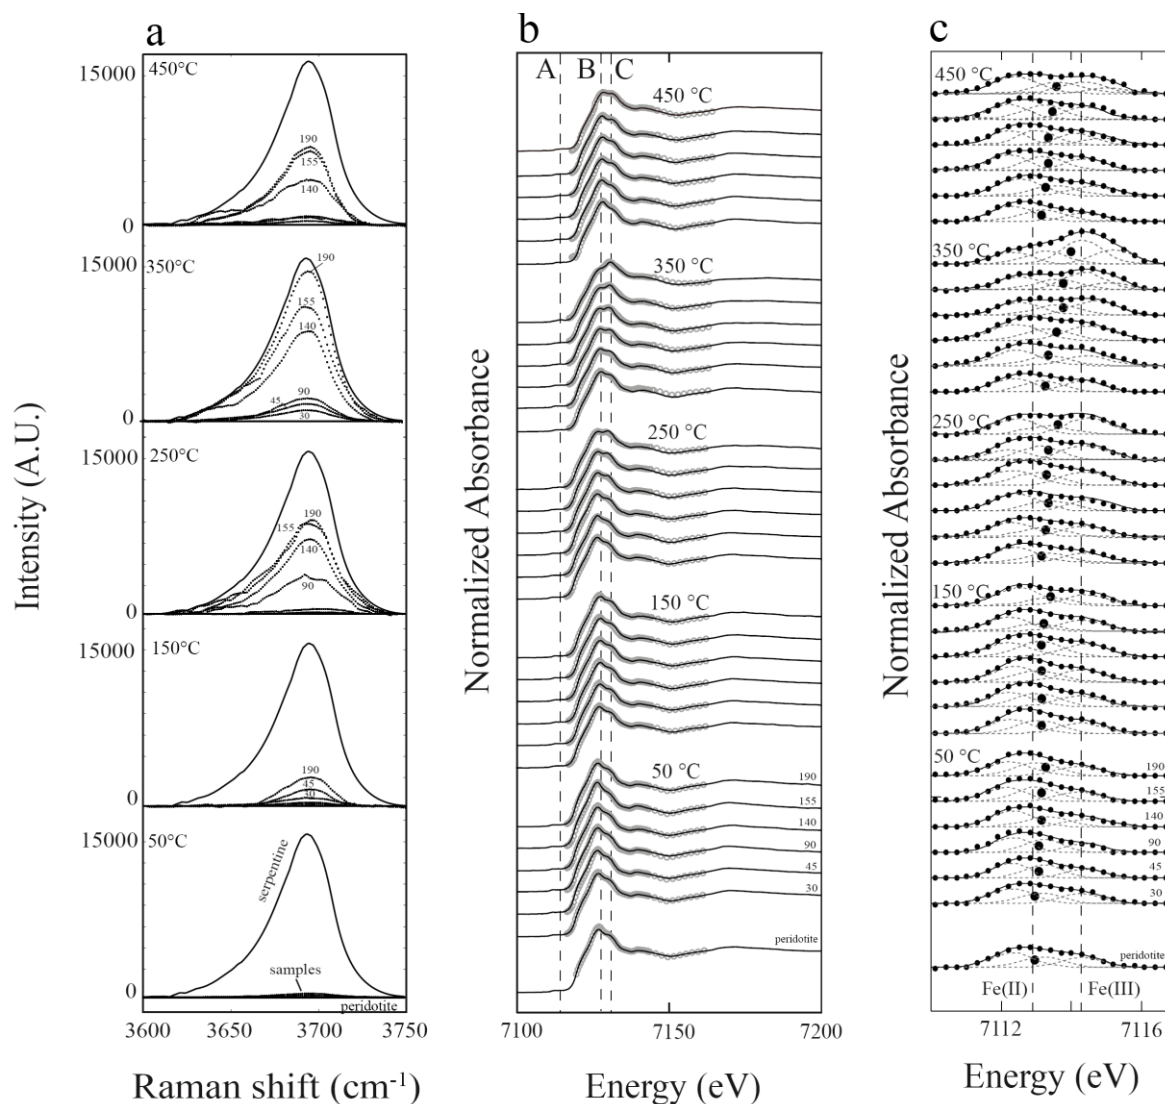 a
Intensity (A.U.)
15000
450°C
190
155
140
0
15000
350°C
190
155
140
90
45
30
0
15000
250°C
155
190
140
90
0
15000
150°C
190
45
30
0
15000
50°C
serpentine
samples
0
peridotite
3600 3650 3700 3750
Raman shift (cm-1)
b
Normalized Absorbance
Normalized Absorbance
A B C
450 °C
350 °C
250 °C
150 °C
50 °C
190
155
140
90
45
30
peridotite
7100 7150 7200
Energy (eV)
c
Normalized Absorbance
Normalized Absorbance
450 °C
350 °C
250 °C
150 °C
50 °C
190
155
140
90
45
30
peridotite
Fe(II) Fe(III)
7112 7116
Energy (eV)